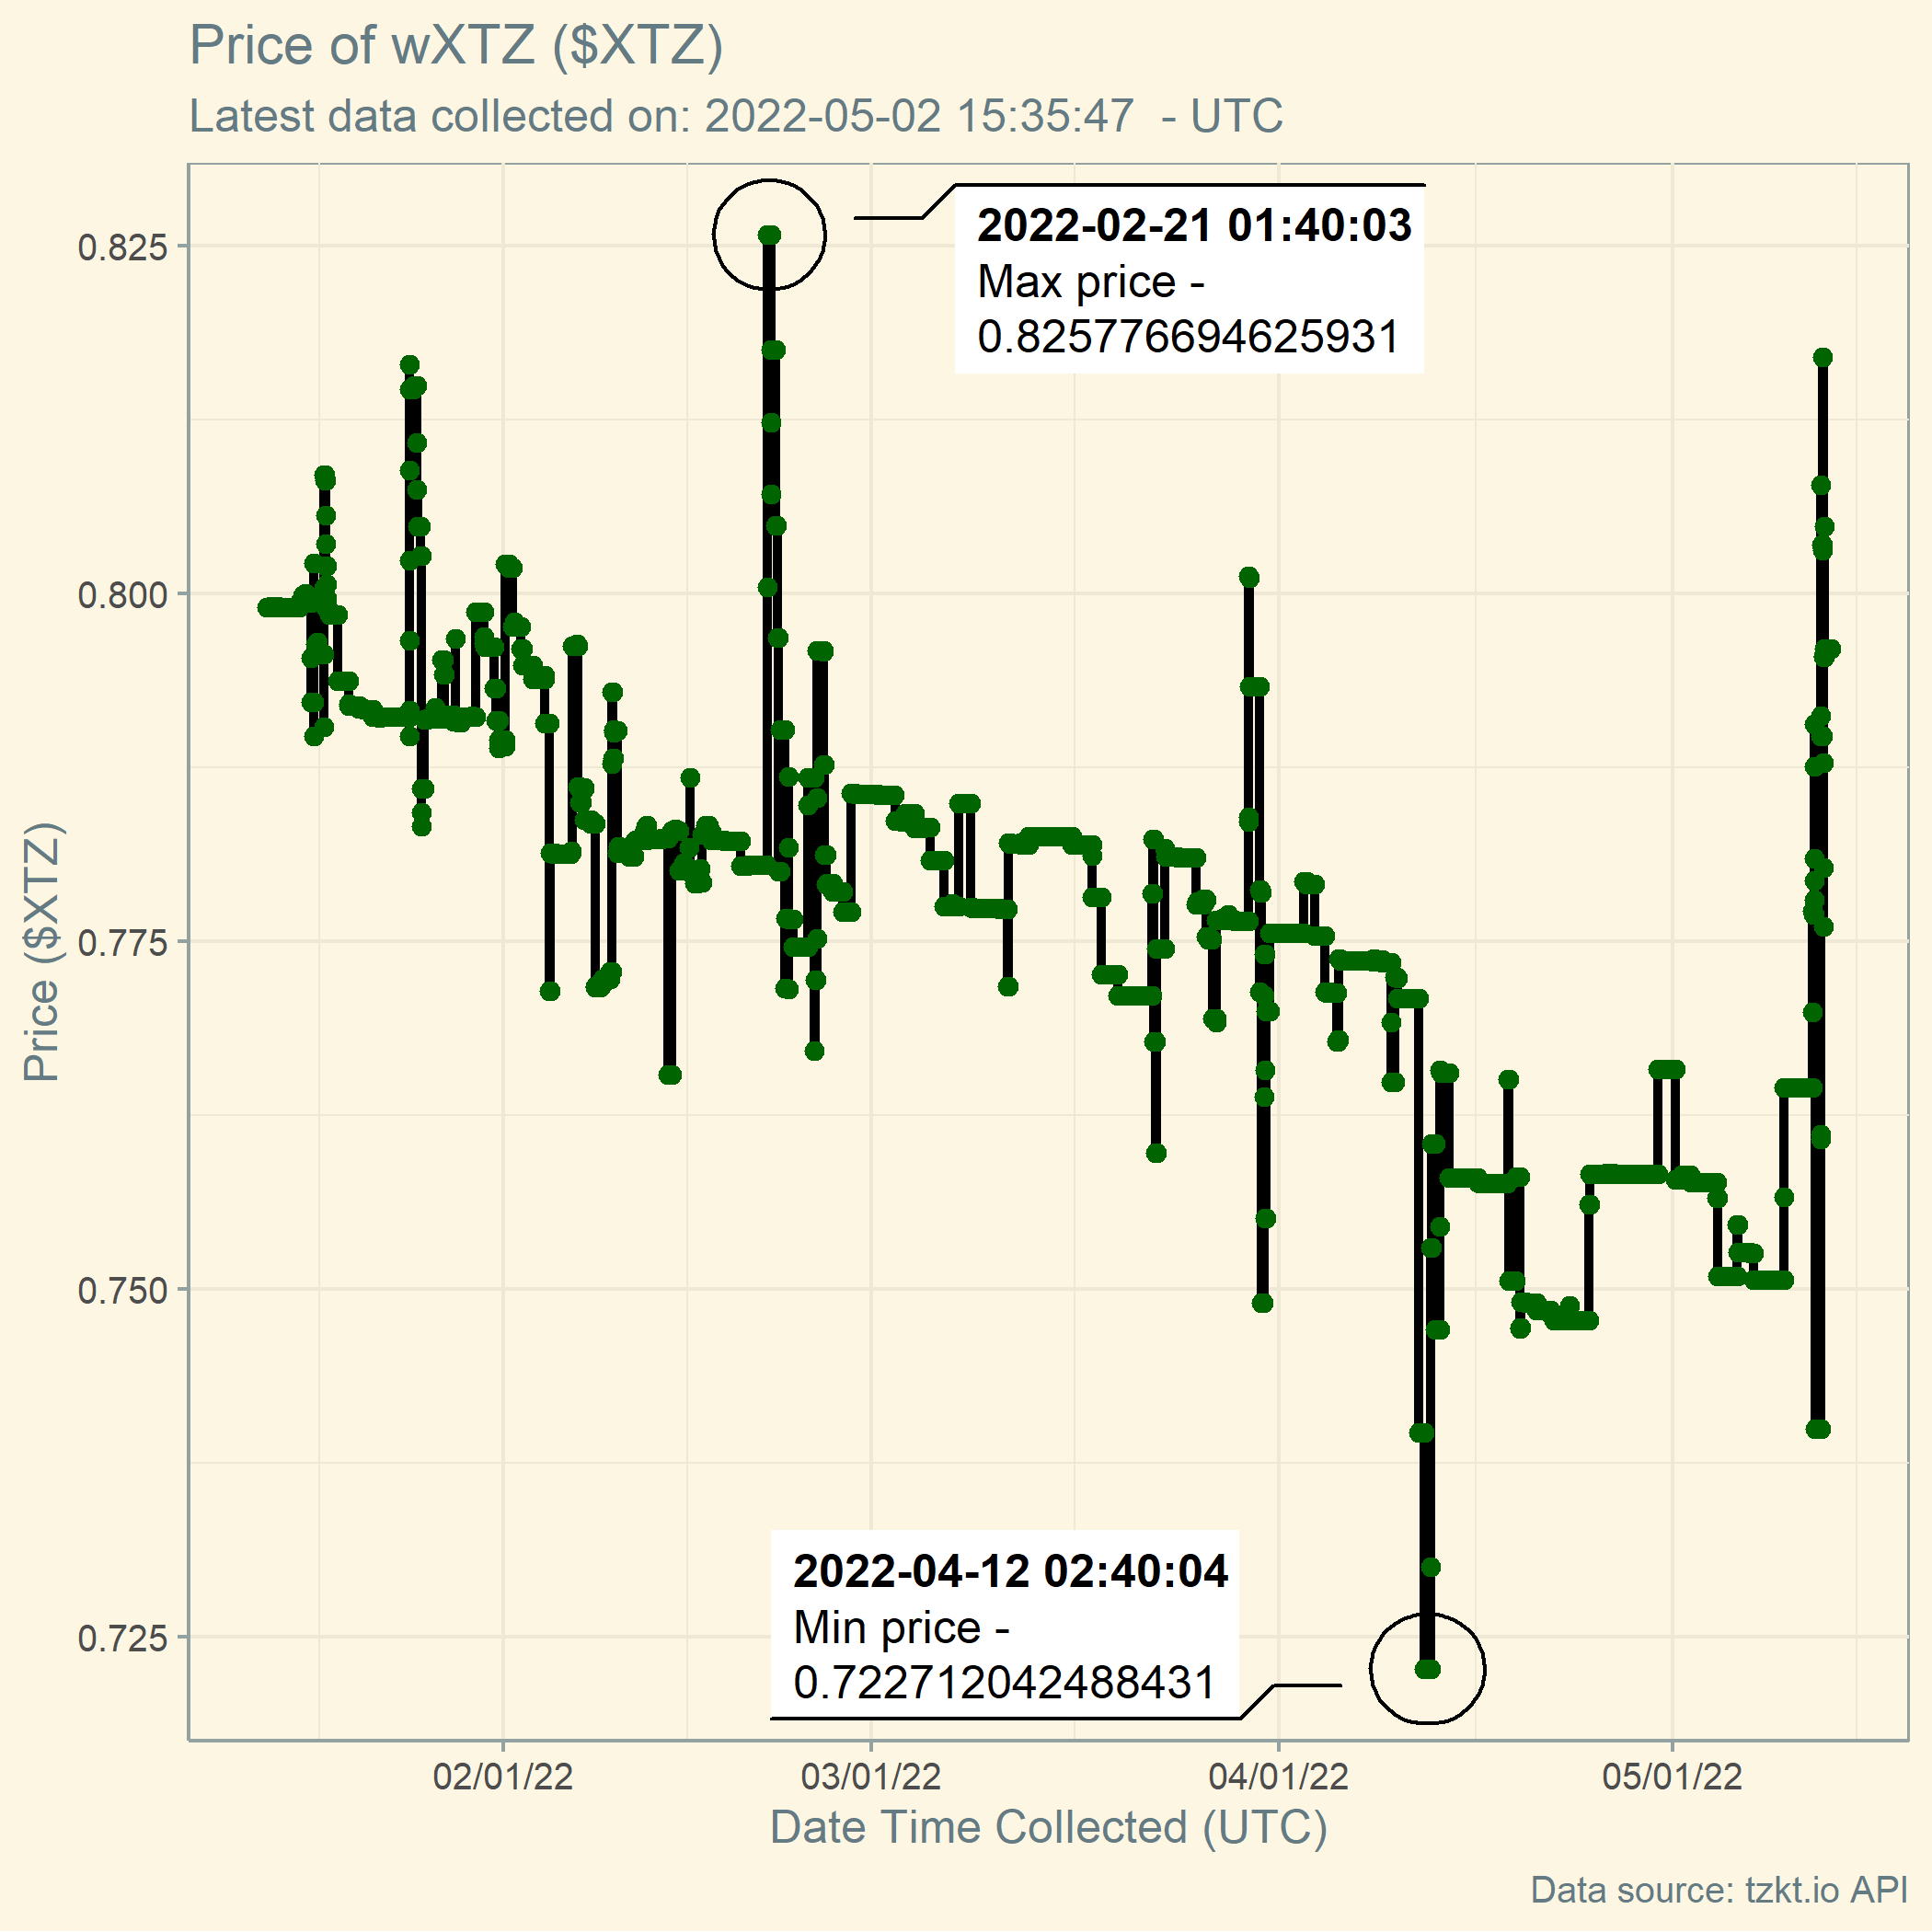 Price of wXTZ ($XTZ)
Latest data collected on: 2022-05-02 15:35:47  - UTC
2022-02-21 01:40:03
Max price -
0.825776694625931
0.825
0.800
0.775
0.750
0.725
Price ($XTZ)
2022-04-12 02:40:04
Min price -
0.722712042488431
02/01/22
03/01/22
04/01/22
05/01/22
Date Time Collected (UTC)
Data source: tzkt.io API